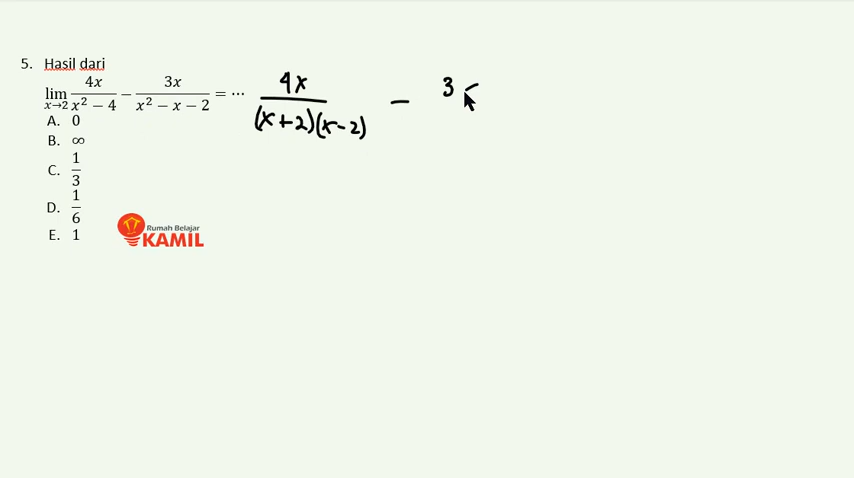 5. Hasil dari
lim x→2 4x/(x² − 4) − 3x/(x² − x − 2) = ⋯ 4x/((x+2)(x−2)) − 3
A. 0
B. ∞
C. 1/3
D. 1/6
E. 1
Rumah Belajar
KAMIL